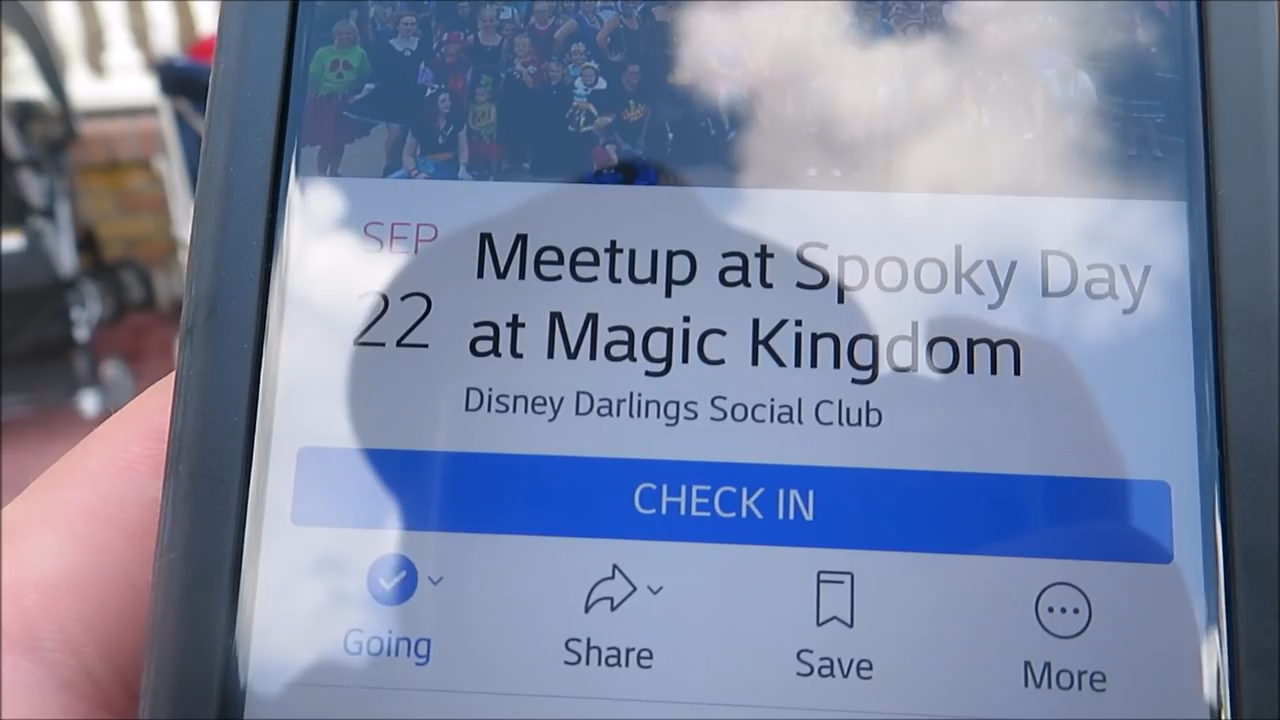 SEP
22
Meetup at Spooky Day
at Magic Kingdom
Disney Darlings Social Club
CHECK IN
Going
Share
Save
More